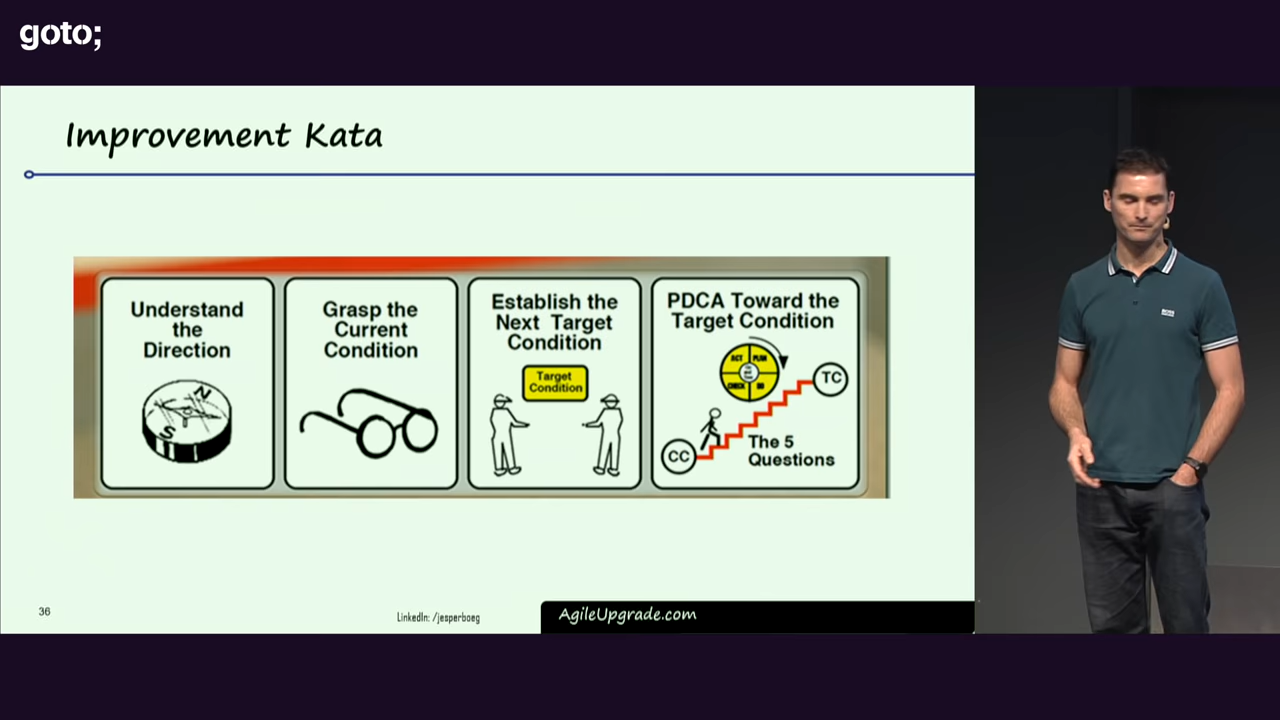 goto;
Improvement Kata
Understand
the
Direction
N
S
Grasp the
Current
Condition
Establish the
Next Target
Condition
Target
Condition
PDCA Toward the
Target Condition
ACT PLAN
CHECK DO
TC
CC
The 5
Questions
BOSS
36
LinkedIn: /jesperboeg
AgileUpgrade.com